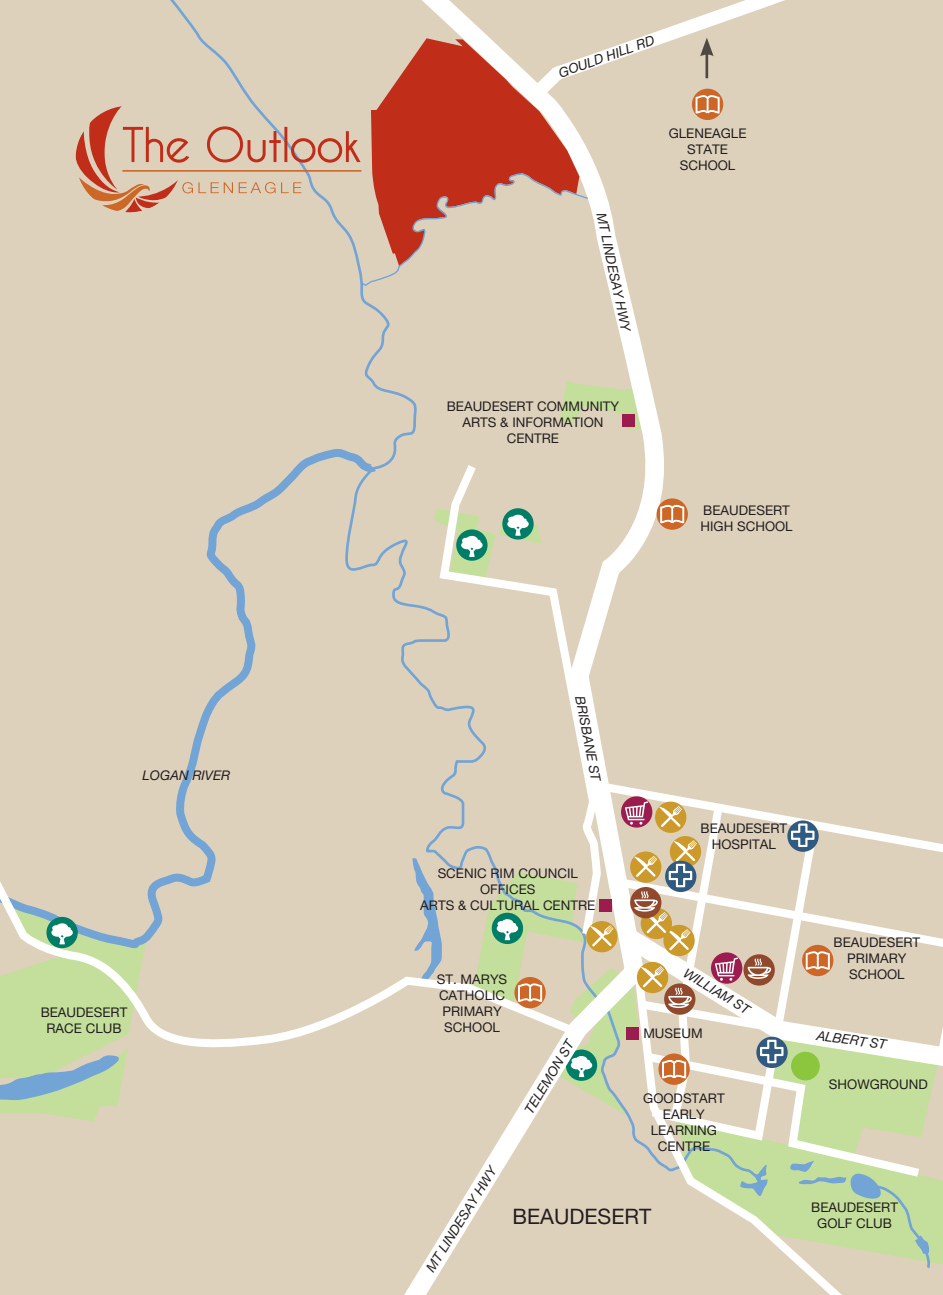 GOULD HILL RD
The Outlook
GLENEAGLE
GLENEAGLE
STATE
SCHOOL
MT LINDESAY HWY
BEAUDESERT COMMUNITY
ARTS & INFORMATION
CENTRE
BEAUDESERT
HIGH SCHOOL
BRISBANE ST
LOGAN RIVER
BEAUDESERT
HOSPITAL
SCENIC RIM COUNCIL
OFFICES
ARTS & CULTURAL CENTRE
BEAUDESERT
PRIMARY
SCHOOL
WILLIAM ST
ST. MARYS
CATHOLIC
PRIMARY
SCHOOL
BEAUDESERT
RACE CLUB
MUSEUM
ALBERT ST
TELEMON ST
SHOWGROUND
GOODSTART
EARLY
LEARNING
CENTRE
MT LINDESAY HWY
BEAUDESERT
BEAUDESERT
GOLF CLUB